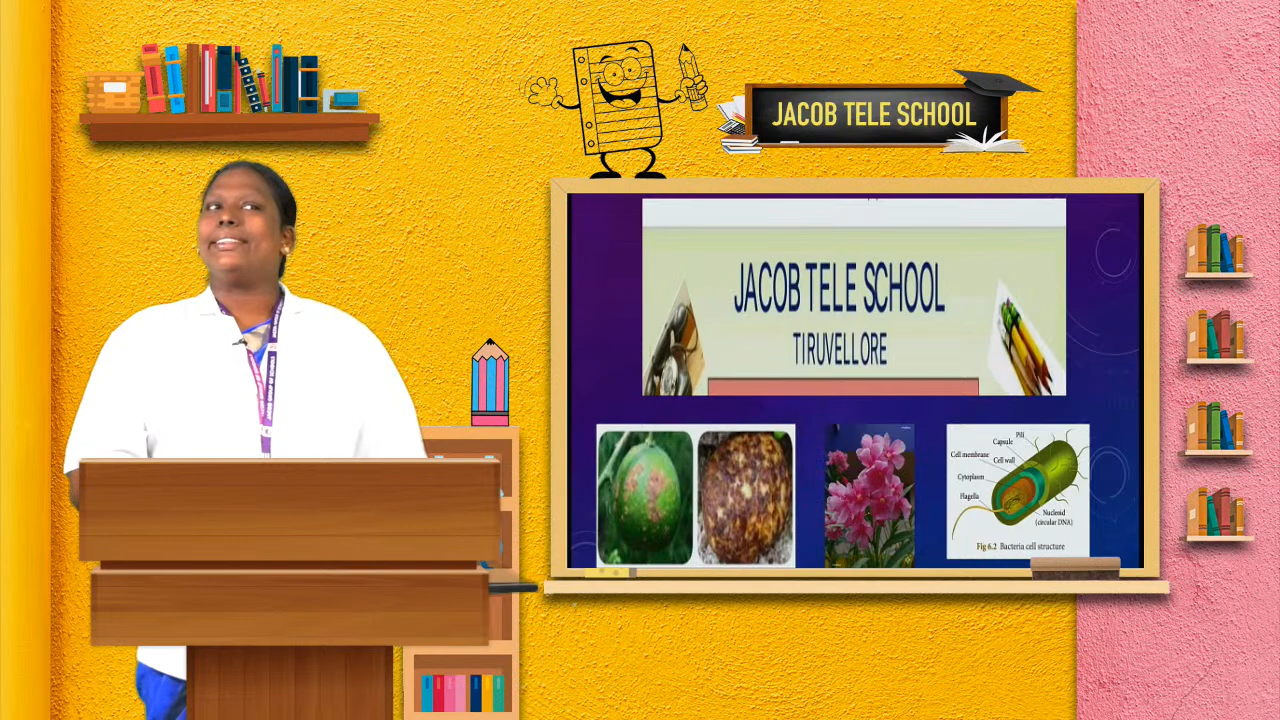 JACOB TELE SCHOOL
JACOB TELE SCHOOL
TIRUVELLORE
Pili
Capsule
Cell membrane
Cell wall
Cytoplasm
Flagella
Nucleoid
(circular DNA)
Fig 6.2 Bacteria cell structure